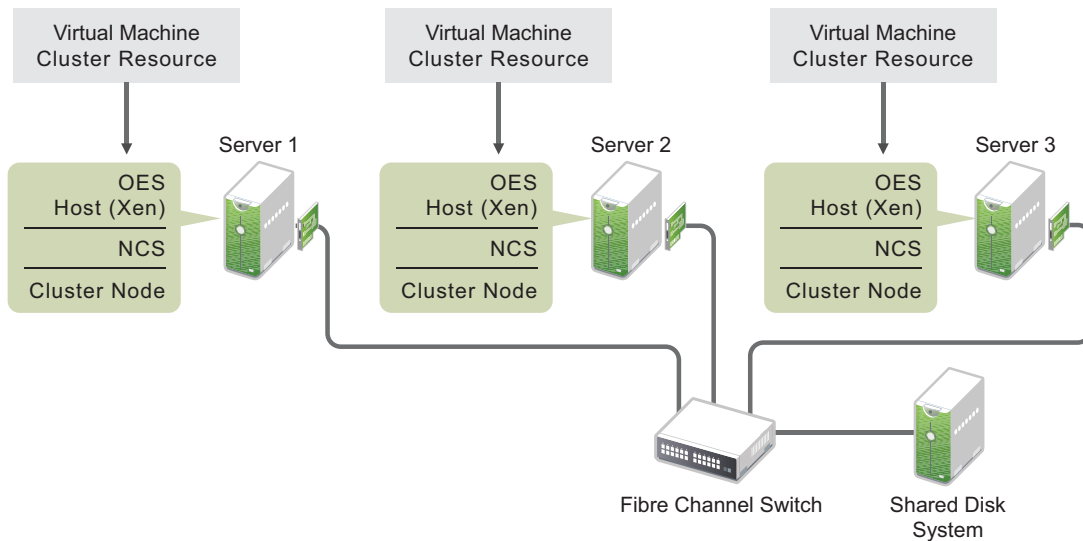 Virtual Machine
Cluster Resource
Virtual Machine
Cluster Resource
Virtual Machine
Cluster Resource
Server 1
Server 2
Server 3
OES
Host (Xen)
NCS
Cluster Node
OES
Host (Xen)
NCS
Cluster Node
OES
Host (Xen)
NCS
Cluster Node
Fibre Channel Switch
Shared Disk
System